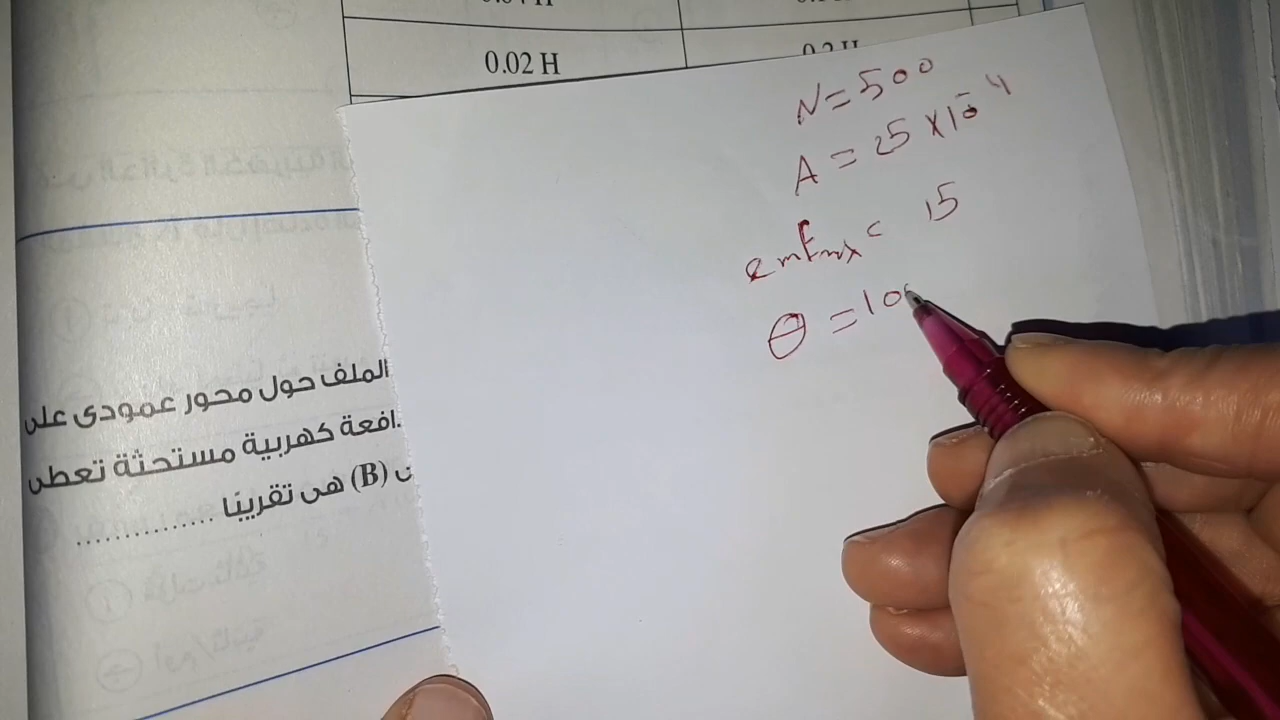 0.02 H
N = 500
A = 25 × 10⁻⁴
emf max = 15
θ = 100
الملف حول محور عمودى على
افعة كهربية مستحثة تعطى
(B) هى تقريبًا ................